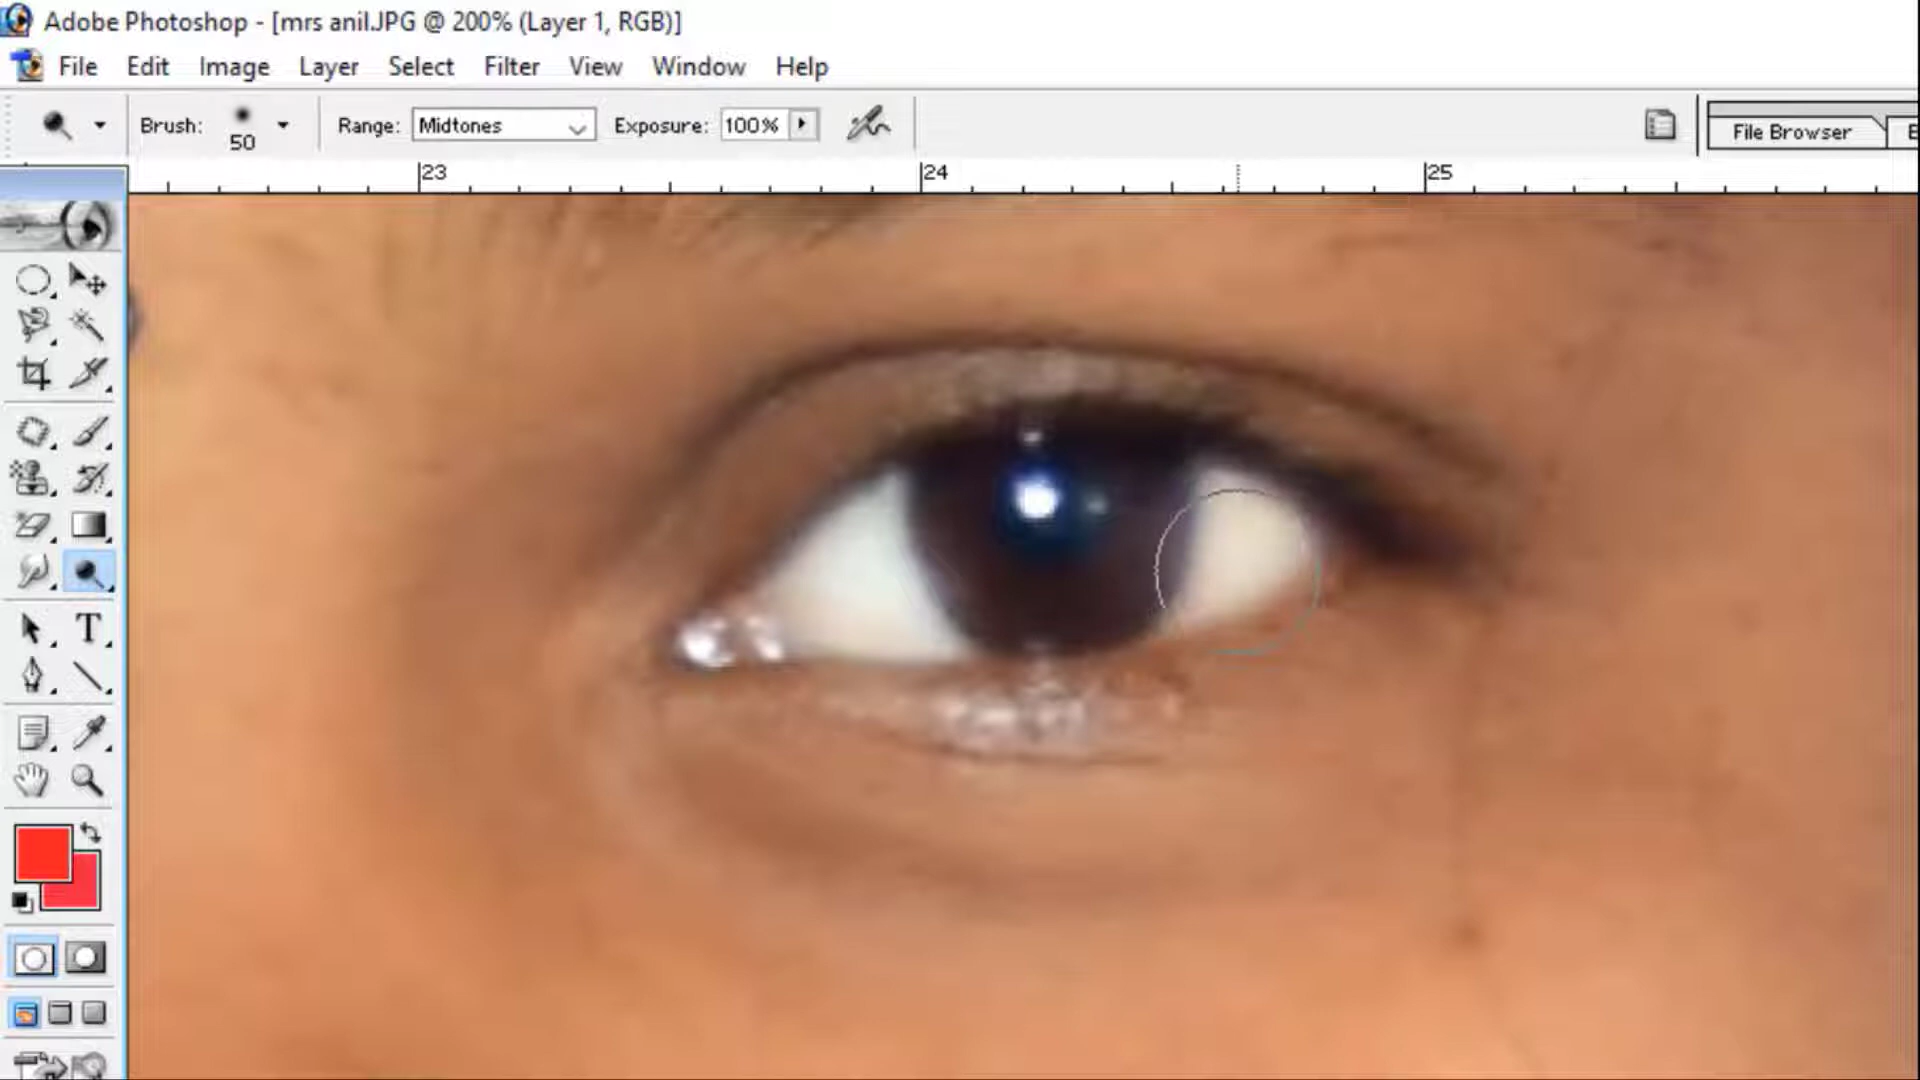 Adobe Photoshop - [mrs anil.JPG @ 200% (Layer 1, RGB)]
File Edit Image Layer Select Filter View Window Help
Brush: 50 Range: Midtones Exposure: 100% File Browser
23 24 25
T